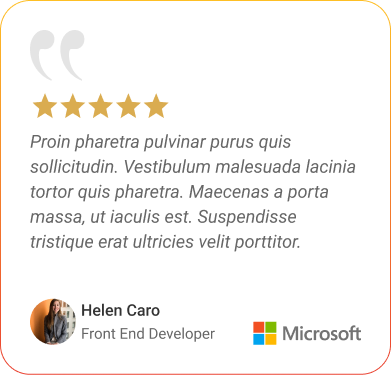 Proin pharetra pulvinar purus quis
sollicitudin. Vestibulum malesuada lacinia
tortor quis pharetra. Maecenas a porta
massa, ut iaculis est. Suspendisse
tristique erat ultricies velit porttitor.
Helen Caro
Front End Developer
Microsoft